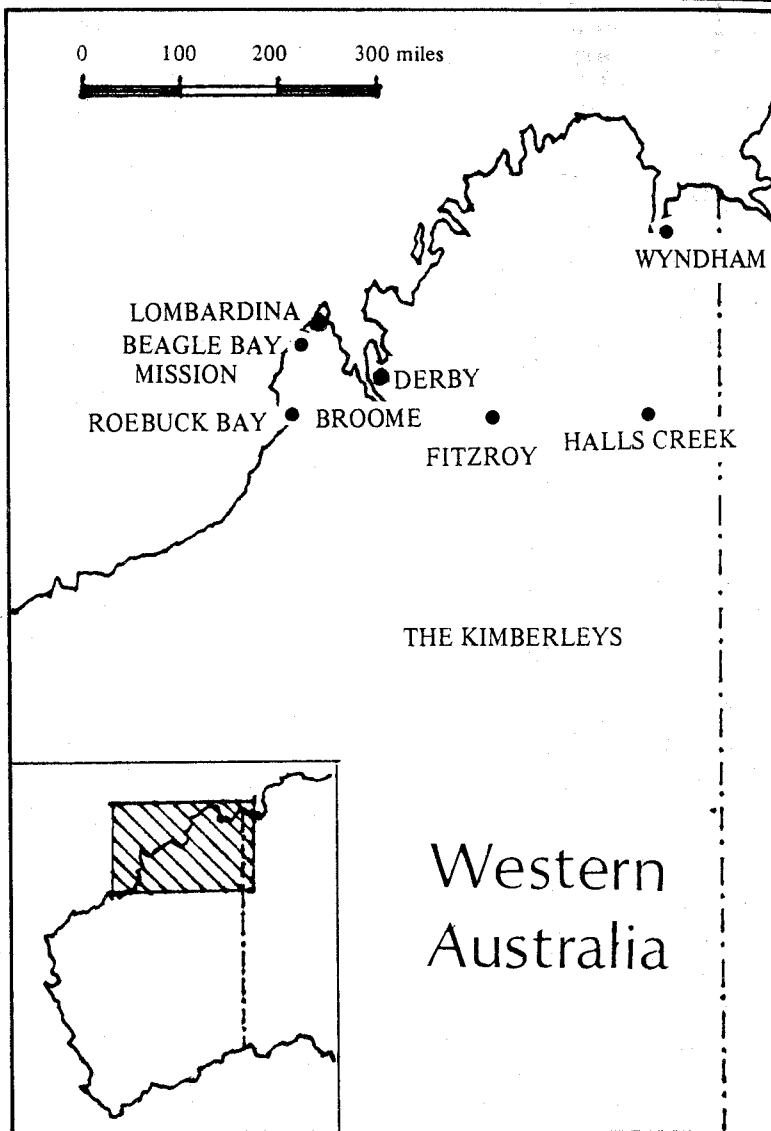 0 100 200 300 miles
WYNDHAM
LOMBARDINA
BEAGLE BAY
MISSION
DERBY
ROEBUCK BAY BROOME
FITZROY
HALLS CREEK
THE KIMBERLEYS
Western
Australia